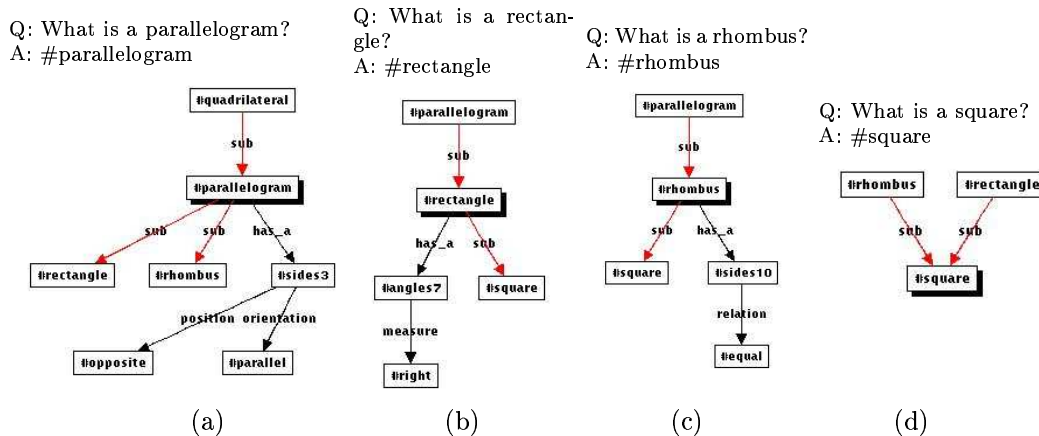 Q: What is a parallelogram?
A: #parallelogram
#quadrilateral
sub
#parallelogram
sub sub has_a
#rectangle #rhombus #sides3
position orientation
#opposite #parallel
(a)
Q: What is a rectan-
gle?
A: #rectangle
#parallelogram
sub
#rectangle
has_a sub
#angles7 #square
measure
#right
(b)
Q: What is a rhombus?
A: #rhombus
#parallelogram
sub
#rhombus
sub has_a
#square #sides10
relation
#equal
(c)
Q: What is a square?
A: #square
#rhombus #rectangle
sub sub
#square
(d)